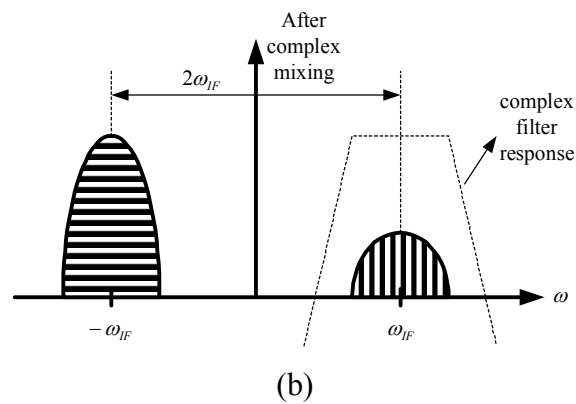 After
complex
mixing
2ω_IF
complex
filter
response
ω
− ω_IF
ω_IF
(b)